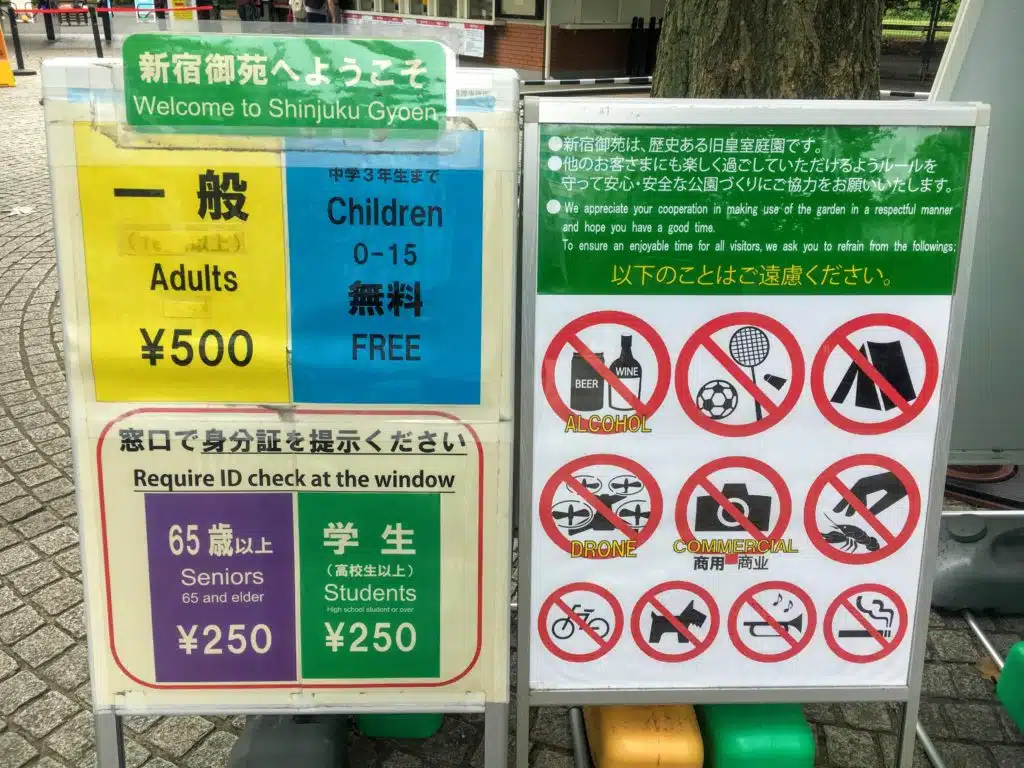 新宿御苑へようこそ
Welcome to Shinjuku Gyoen
一般
Adults
¥500
中学3年生まで
Children
0-15
無料
FREE
窓口で身分証を提示ください
Require ID check at the window
65歳以上
Seniors
65 and elder
¥250
学生
(高校生以上)
Students
High school student or over
¥250
●新宿御苑は、歴史ある旧皇室庭園です。
●他のお客さまにも楽しく過ごしていただけるようルールを
守って安心・安全な公園づくりにご協力をお願いいたします。
● We appreciate your cooperation in making use of the garden in a respectful manner
and hope you have a good time.
To ensure an enjoyable time for all visitors, we ask you to refrain from the followings;
以下のことはご遠慮ください。
BEER
WINE
ALCOHOL
DRONE
COMMERCIAL
商用 商业